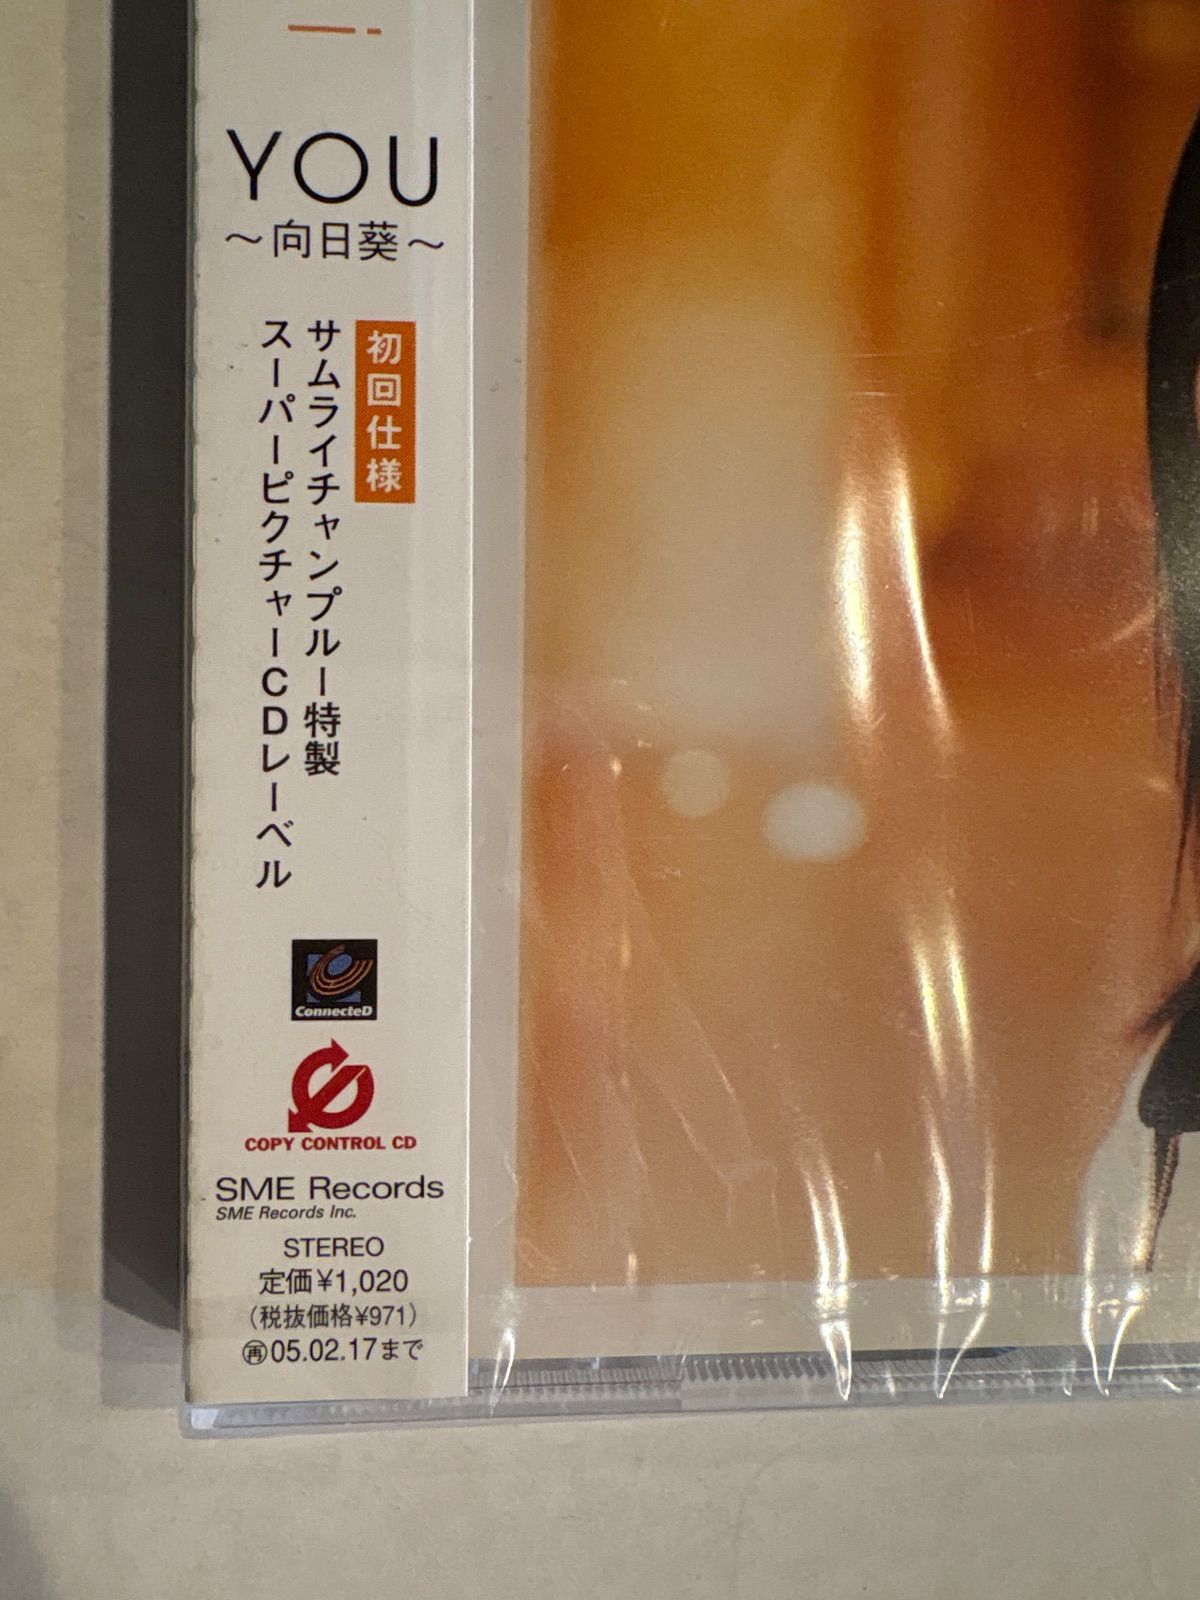 YOU
〜向日葵〜
初回仕様
サムライチャンプルー特製
スーパーピクチャーCDレーベル
ConnecteD
COPY CONTROL CD
SME Records
SME Records Inc.
STEREO
定価¥1,020
(税抜価格¥971)
㊢05.02.17まで